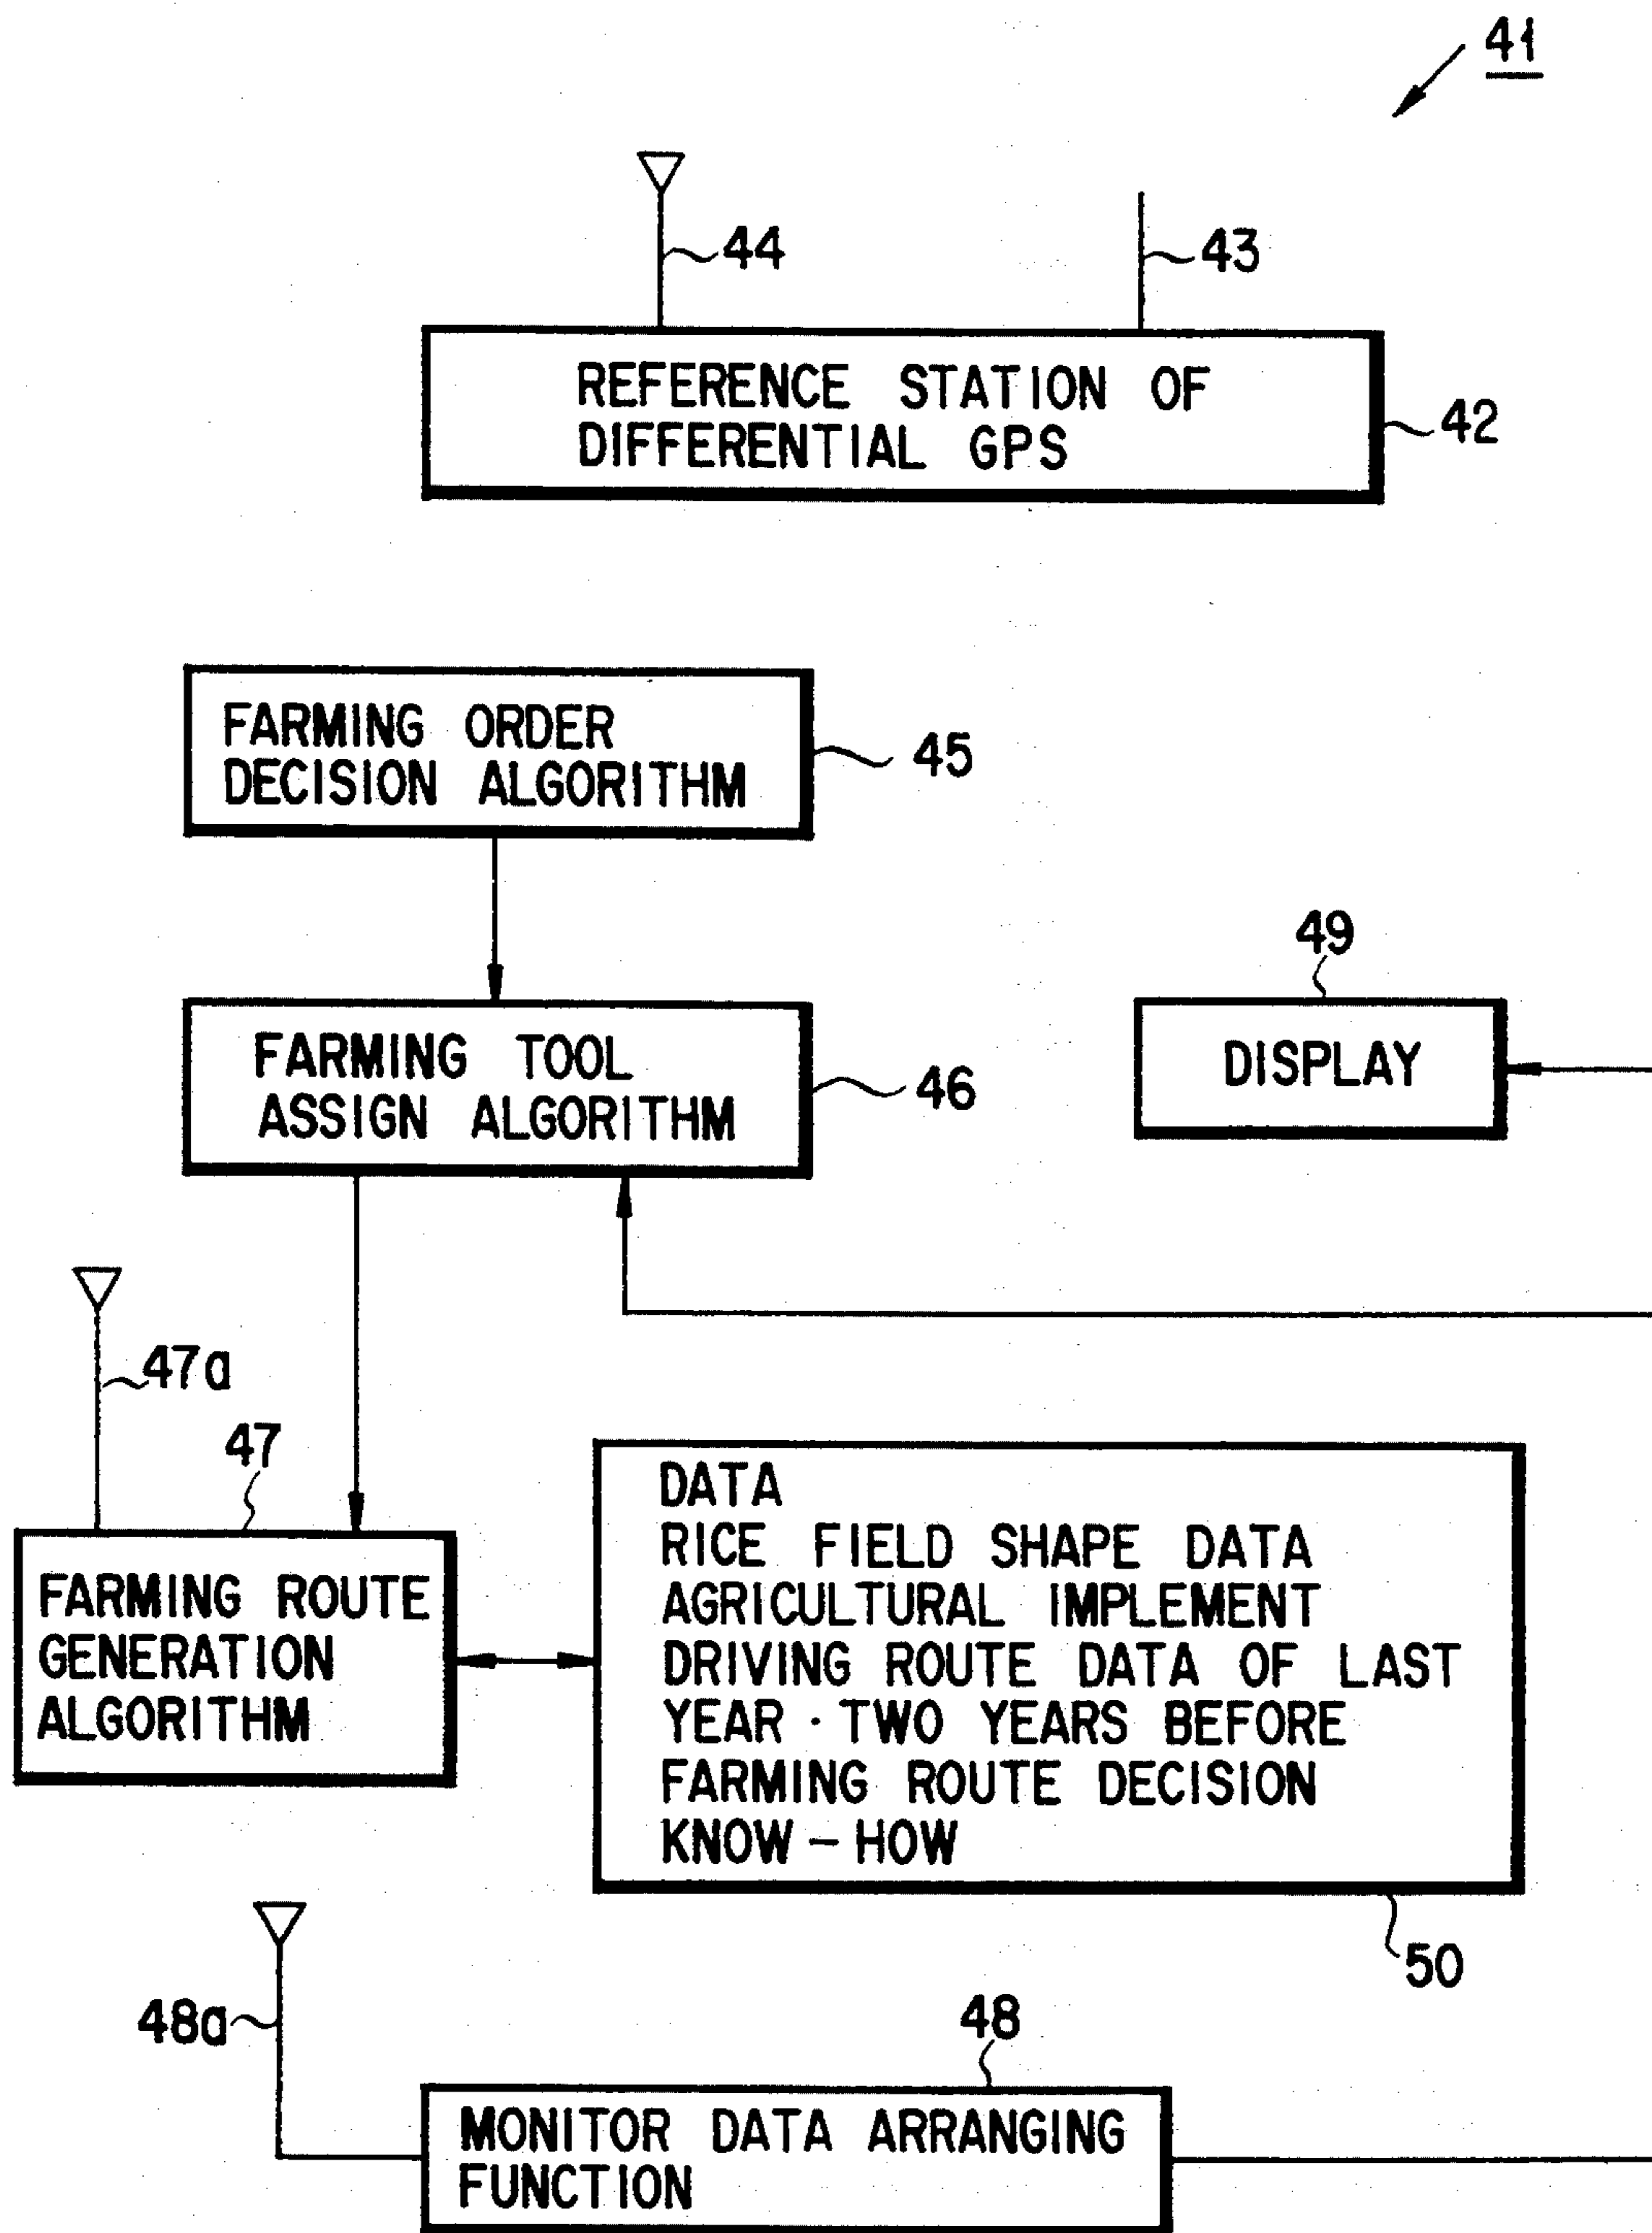 41
44
43
REFERENCE STATION OF
DIFFERENTIAL GPS
42
FARMING ORDER
DECISION ALGORITHM
45
49
FARMING TOOL
ASSIGN ALGORITHM
46
DISPLAY
47a
47
FARMING ROUTE
GENERATION
ALGORITHM
DATA
RICE FIELD SHAPE DATA
AGRICULTURAL IMPLEMENT
DRIVING ROUTE DATA OF LAST
YEAR · TWO YEARS BEFORE
FARMING ROUTE DECISION
KNOW – HOW
50
48a
48
MONITOR DATA ARRANGING
FUNCTION